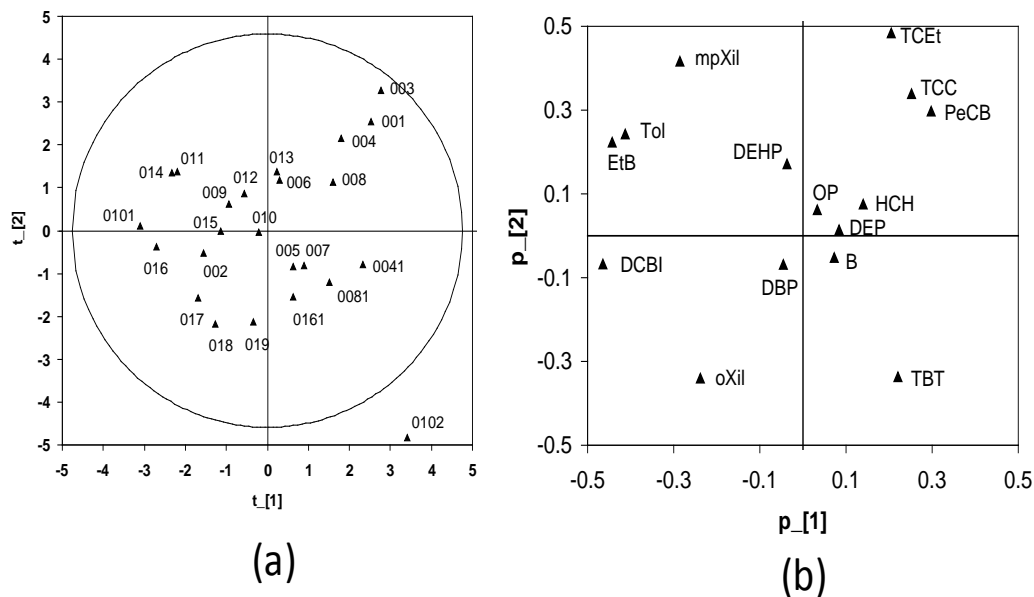 5
4
3
2
1
0
-1
-2
-3
-4
-5
t_[2]
003
001
004
014 011
013
012
006
008
009
0101
015
010
016
002
005 007
0041
0081
017
0161
018
019
0102
-5 -4 -3 -2 -1 0 1 2 3 4 5
t_[1]
(a)
0.5
0.3
0.1
-0.1
-0.3
-0.5
p_[2]
TCEt
mpXil
TCC
PeCB
Tol
EtB
DEHP
OP
HCH
DEP
B
DCBI
DBP
oXil
TBT
-0.5 -0.3 -0.1 0.1 0.3 0.5
p_[1]
(b)